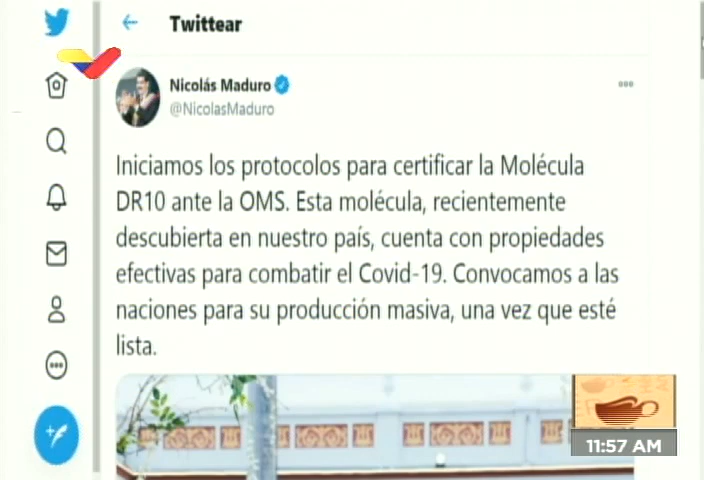 Twittear
Nicolás Maduro
@NicolasMaduro
Iniciamos los protocolos para certificar la Molécula
DR10 ante la OMS. Esta molécula, recientemente
descubierta en nuestro país, cuenta con propiedades
efectivas para combatir el Covid-19. Convocamos a las
naciones para su producción masiva, una vez que esté
lista.
11:57 AM